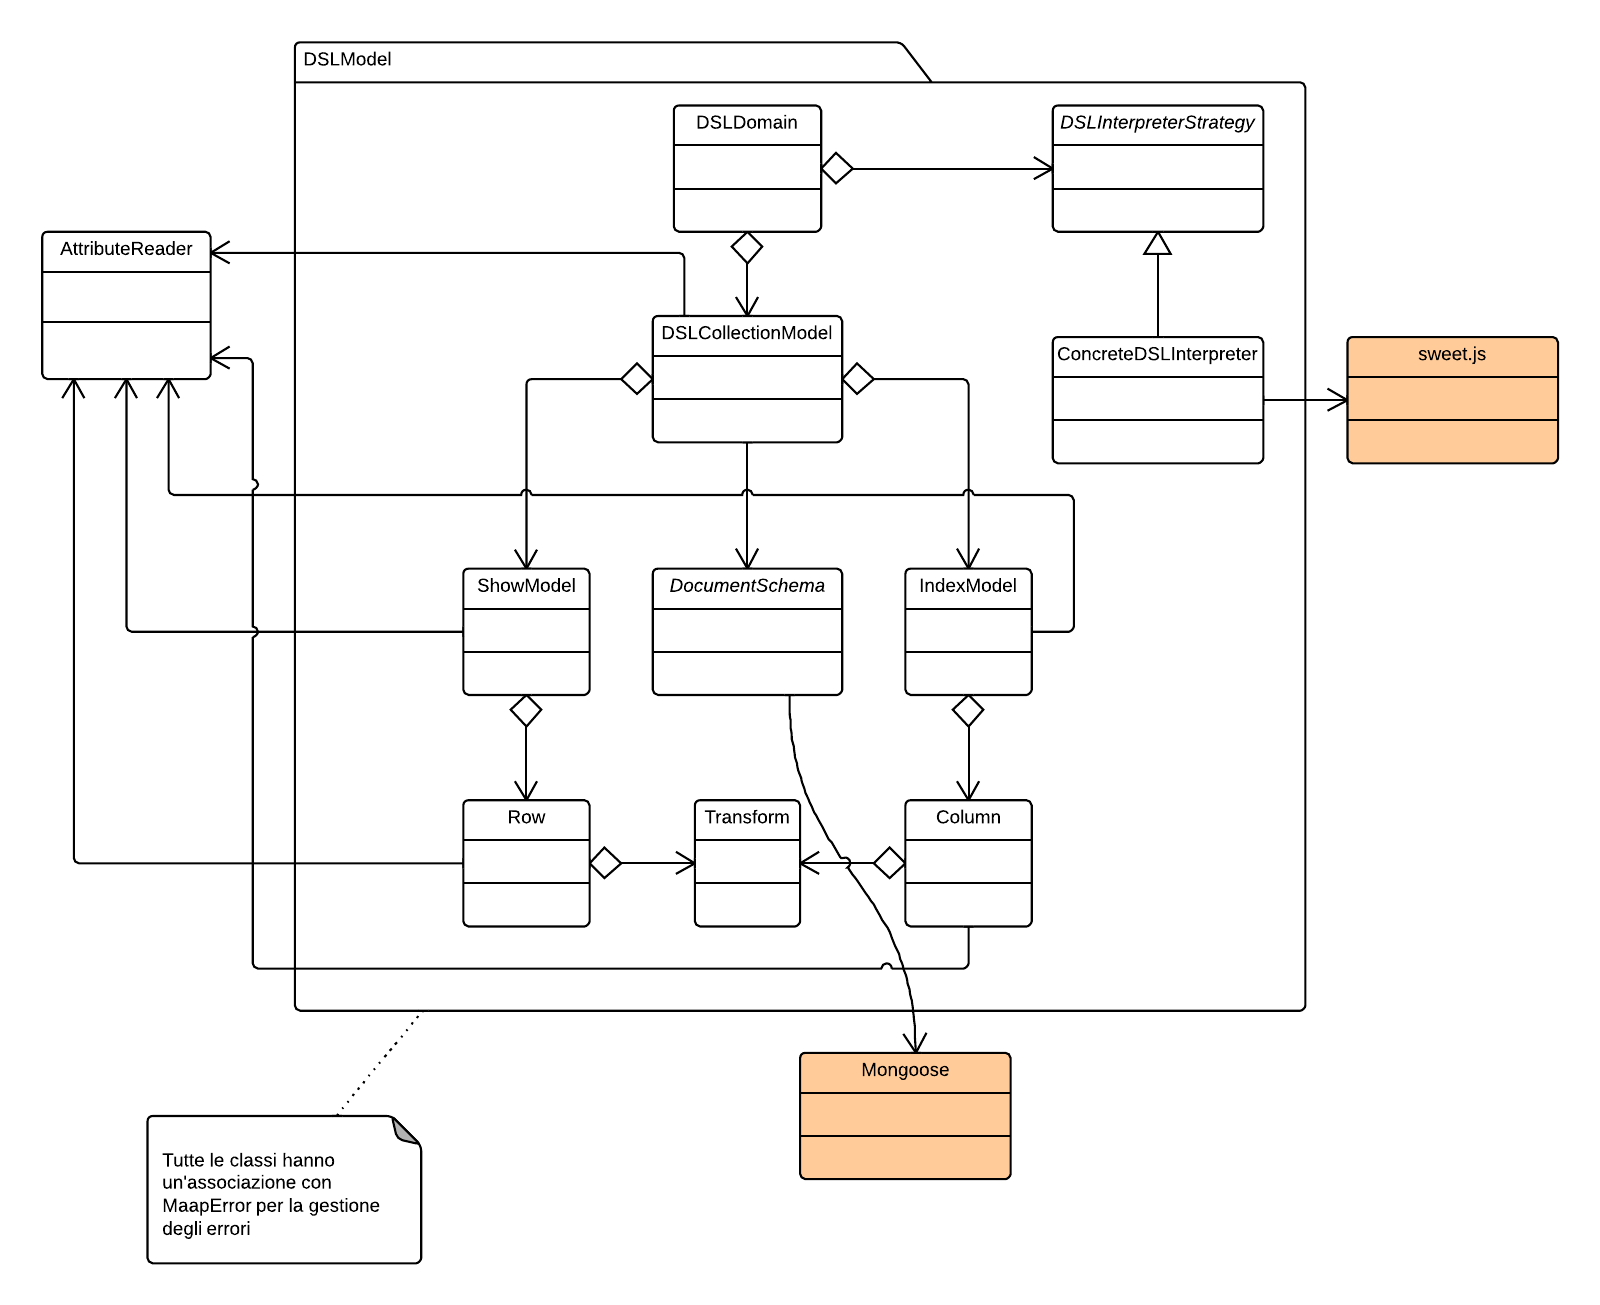 DSLModel
DSLDomain
DSLInterpreterStrategy
AttributeReader
DSLCollectionModel
ConcreteDSLInterpreter
sweet.js
ShowModel
DocumentSchema
IndexModel
Row
Transform
Column
Mongoose
Tutte le classi hanno
un'associazione con
MaapError per la gestione
degli errori